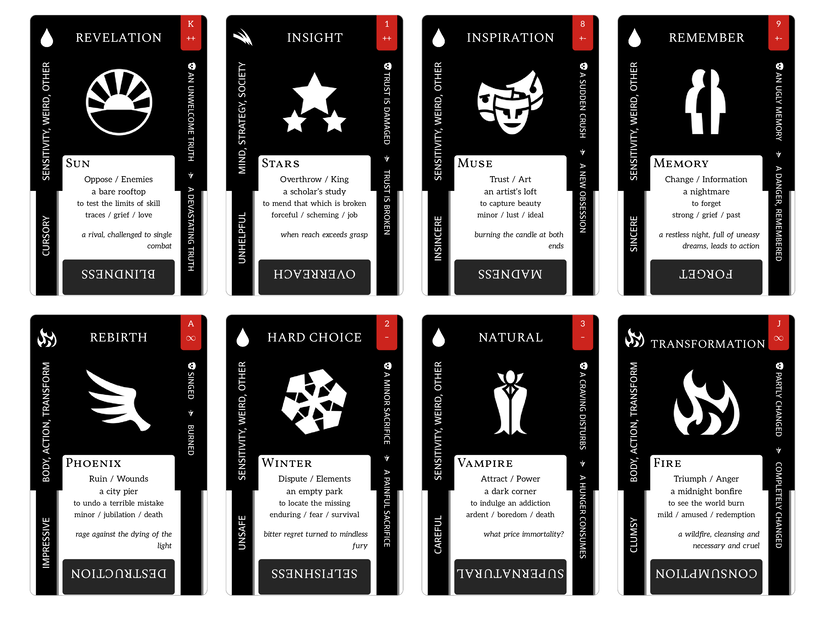 K
++
REVELATION
SENSITIVITY, WEIRD, OTHER
CURSORY
AN UNWELCOME TRUTH
A DEVASTATING TRUTH
SUN
Oppose / Enemies
a bare rooftop
to test the limits of skill
traces / grief / love
a rival, challenged to single
combat
BLINDNESS
1
++
INSIGHT
MIND, STRATEGY, SOCIETY
UNHELPFUL
TRUST IS DAMAGED
TRUST IS BROKEN
STARS
Overthrow / King
a scholar's study
to mend that which is broken
forceful / scheming / job
when reach exceeds grasp
OVERREACH
8
+-
INSPIRATION
SENSITIVITY, WEIRD, OTHER
INSINCERE
A SUDDEN CRUSH
A NEW OBSESSION
MUSE
Trust / Art
an artist's loft
to capture beauty
minor / lust / ideal
burning the candle at both
ends
MADNESS
9
+-
REMEMBER
SENSITIVITY, WEIRD, OTHER
SINCERE
AN UGLY MEMORY
A DANGER, REMEMBERED
MEMORY
Change / Information
a nightmare
to forget
strong / grief / past
a restless night, full of uneasy
dreams, leads to action
FORGET
A
∞
REBIRTH
BODY, ACTION, TRANSFORM
IMPRESSIVE
SINGED
BURNED
PHOENIX
Ruin / Wounds
a city pier
to undo a terrible mistake
minor / jubilation / death
rage against the dying of the
light
DESTRUCTION
2
-
HARD CHOICE
SENSITIVITY, WEIRD, OTHER
UNSAFE
A MINOR SACRIFICE
A PAINFUL SACRIFICE
WINTER
Dispute / Elements
an empty park
to locate the missing
enduring / fear / survival
bitter regret turned to mindless
fury
SELFISHNESS
3
-
NATURAL
SENSITIVITY, WEIRD, OTHER
CAREFUL
A CRAVING DISTURBS
A HUNGER CONSUMES
VAMPIRE
Attract / Power
a dark corner
to indulge an addiction
ardent / boredom / death
what price immortality?
SUPERNATURAL
J
∞
TRANSFORMATION
BODY, ACTION, TRANSFORM
CLUMSY
PARTLY CHANGED
COMPLETELY CHANGED
FIRE
Triumph / Anger
a midnight bonfire
to see the world burn
mild / amused / redemption
a wildfire, cleansing and
necessary and cruel
CONSUMPTION